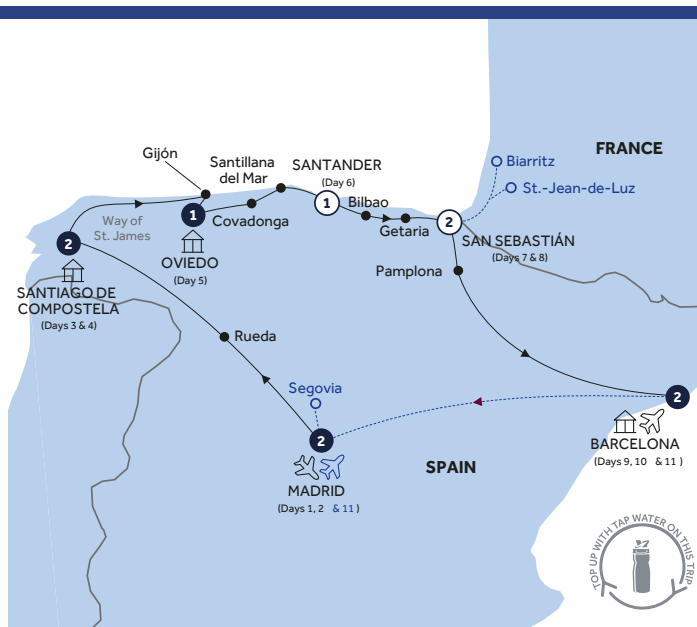 FRANCE
Gijón
Santillana
del Mar
SANTANDER
(Day 6)
1
Biarritz
St.-Jean-de-Luz
Bilbao
Getaria
2
SAN SEBASTIÁN
(Days 7 & 8)
Way of
St. James
1
Covadonga
OVIEDO
(Day 5)
2
SANTIAGO DE
COMPOSTELA
(Days 3 & 4)
Pamplona
Rueda
Segovia
2
MADRID
(Days 1, 2 & 11 )
SPAIN
2
BARCELONA
(Days 9, 10 & 11 )
TOP UP WITH TAP WATER ON THIS TRIP